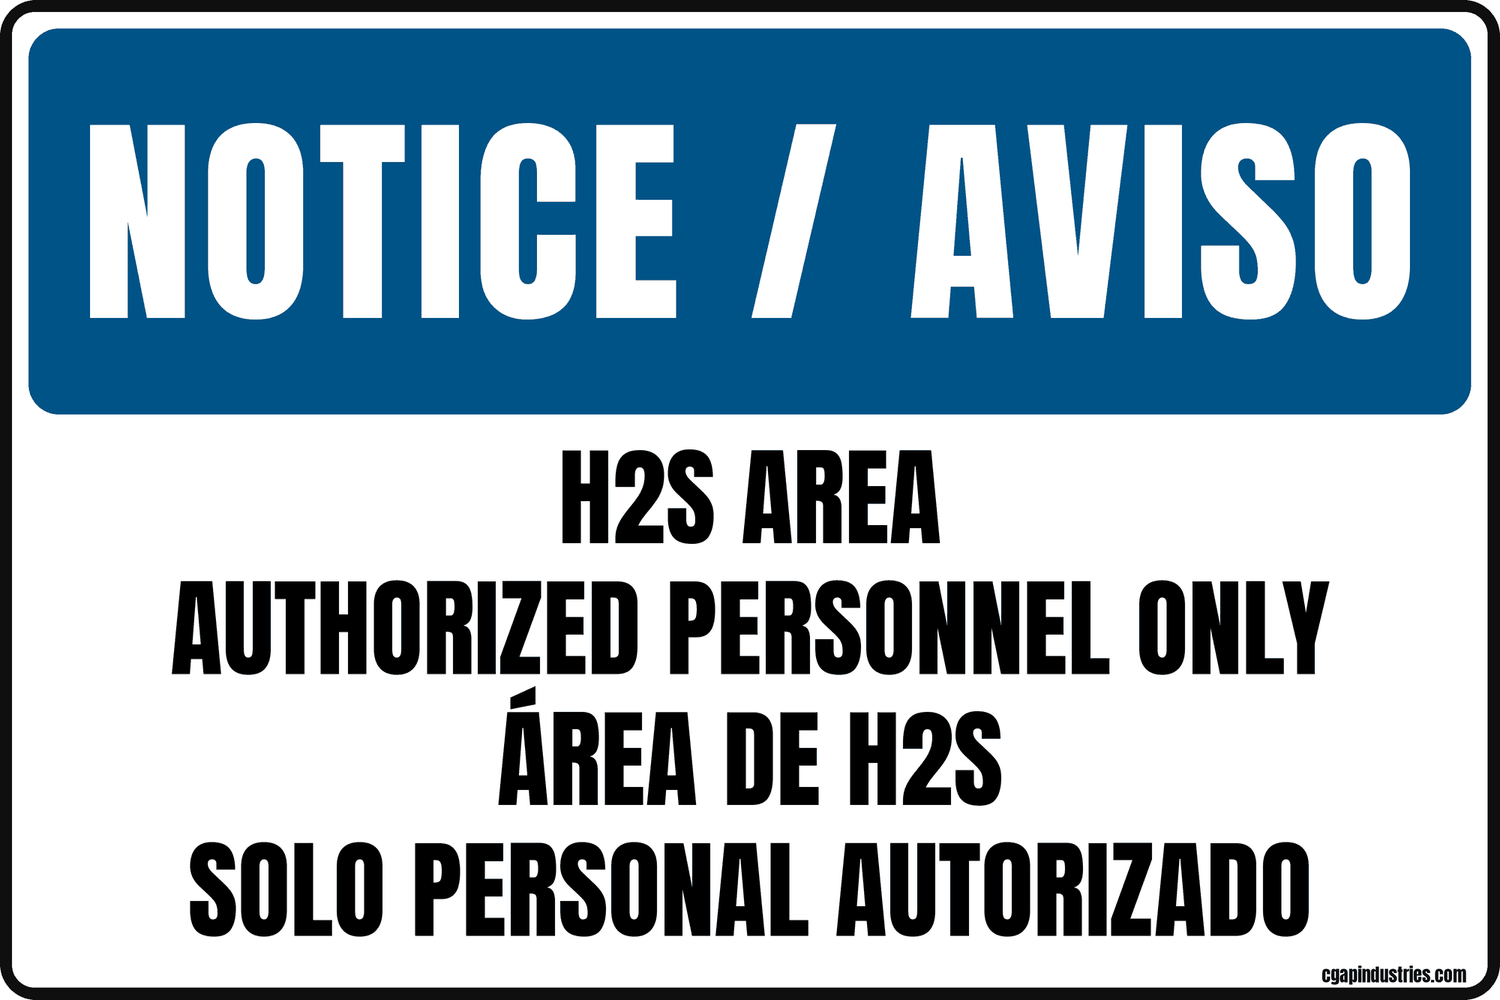 NOTICE / AVISO
H2S AREA
AUTHORIZED PERSONNEL ONLY
ÁREA DE H2S
SOLO PERSONAL AUTORIZADO
cgapindustries.com